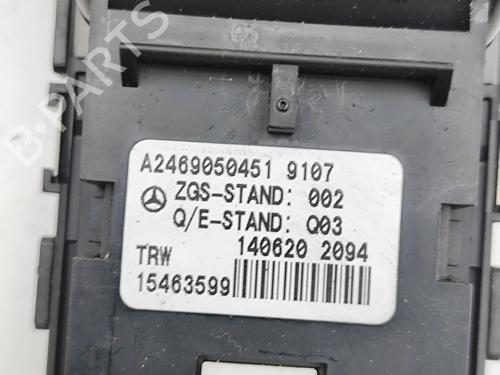 B-PARTS
A2469050451 9107
ZGS-STAND: 002
Q/E-STAND: Q03
140620 2094
TRW
15463599